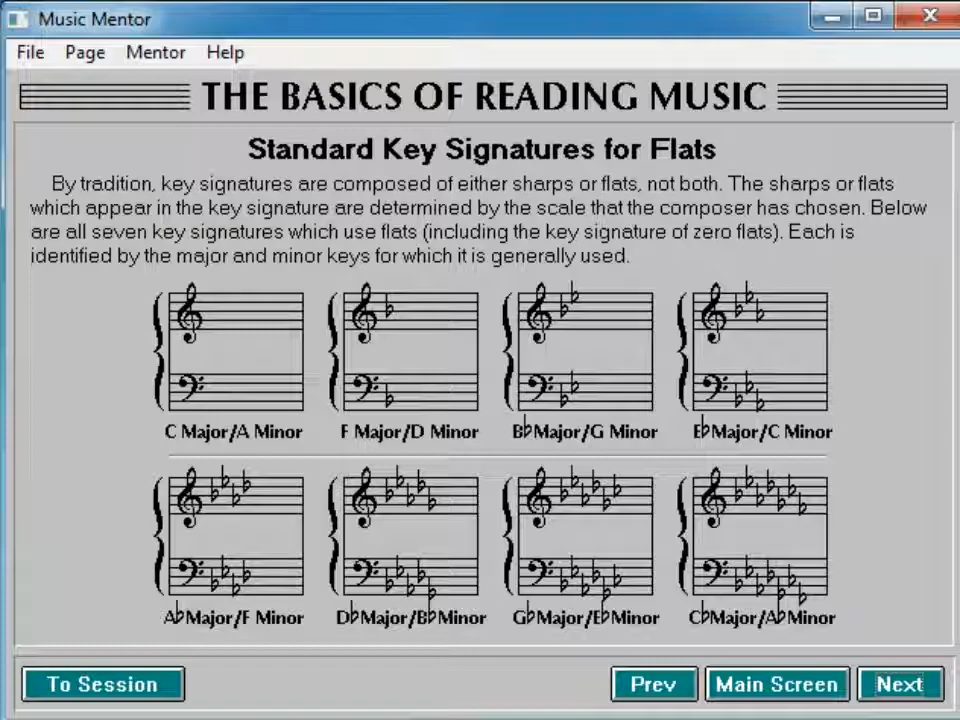 Music Mentor
File Page Mentor Help
THE BASICS OF READING MUSIC
Standard Key Signatures for Flats
By tradition, key signatures are composed of either sharps or flats, not both. The sharps or flats
which appear in the key signature are determined by the scale that the composer has chosen. Below
are all seven key signatures which use flats (including the key signature of zero flats). Each is
identified by the major and minor keys for which it is generally used.
C Major/A Minor F Major/D Minor B♭Major/G Minor E♭Major/C Minor
A♭Major/F Minor D♭Major/B♭Minor G♭Major/E♭Minor C♭Major/A♭Minor
To Session Prev Main Screen Next